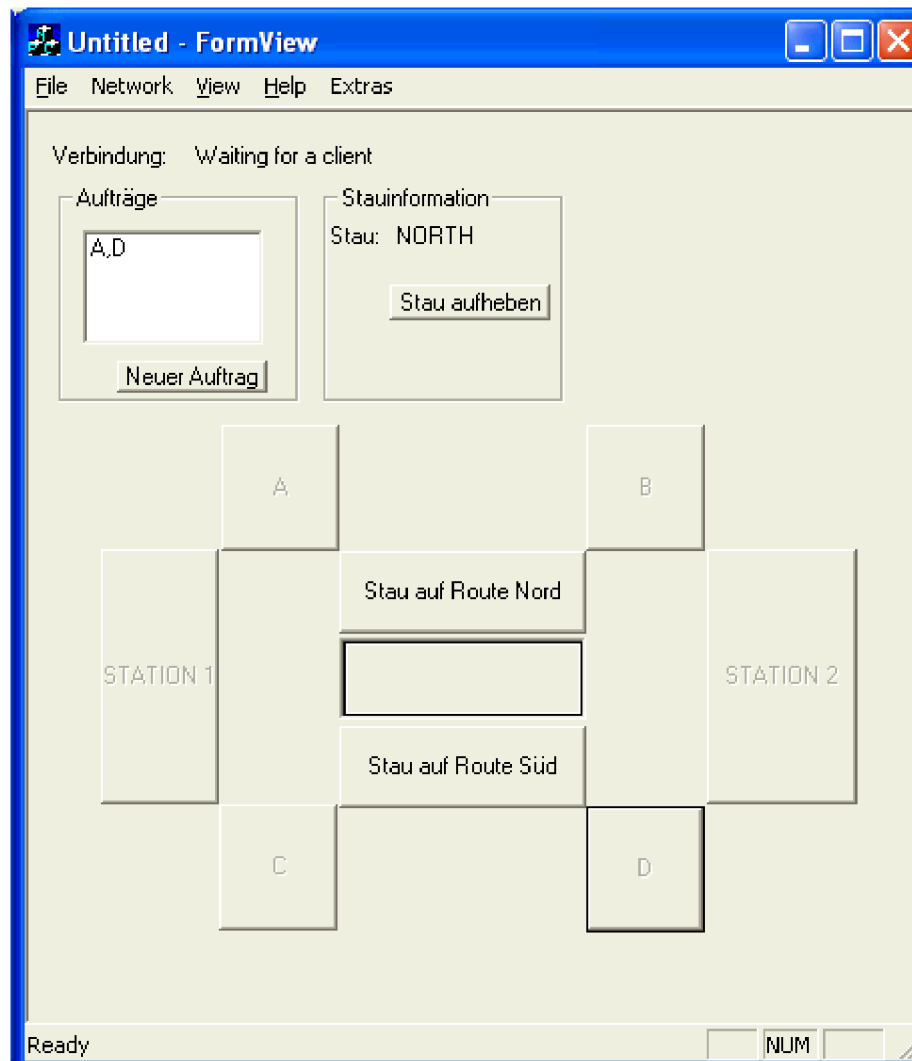 Untitled - FormView
File Network View Help Extras
Verbindung: Waiting for a client
Aufträge
A,D
Neuer Auftrag
Stauinformation
Stau: NORTH
Stau aufheben
A
B
Stau auf Route Nord
STATION 1
STATION 2
Stau auf Route Süd
C
D
Ready
NUM